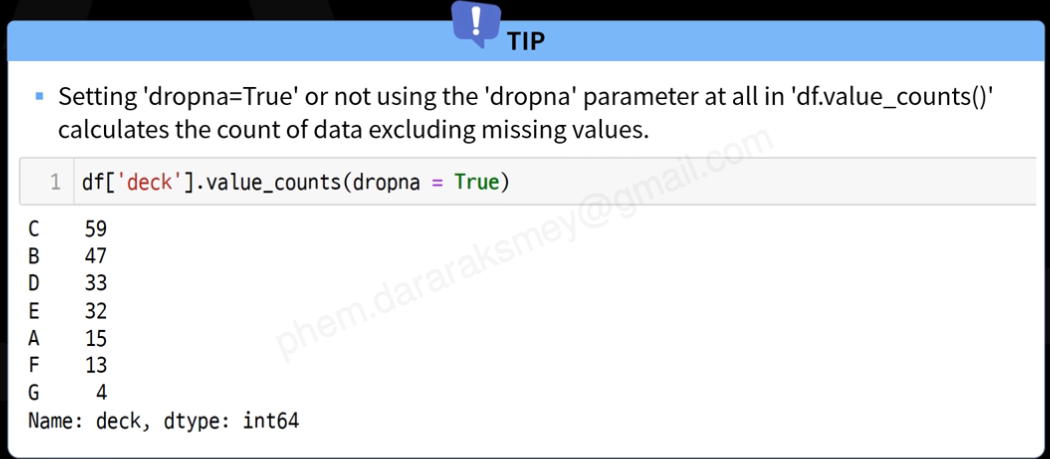 !
TIP
Setting 'dropna=True' or not using the 'dropna' parameter at all in 'df.value_counts()'
calculates the count of data excluding missing values.
1 df['deck'].value_counts(dropna = True)
C 59
B 47
D 33
E 32
A 15
F 13
G 4
Name: deck, dtype: int64
phem.dararaksmey@gmail.com